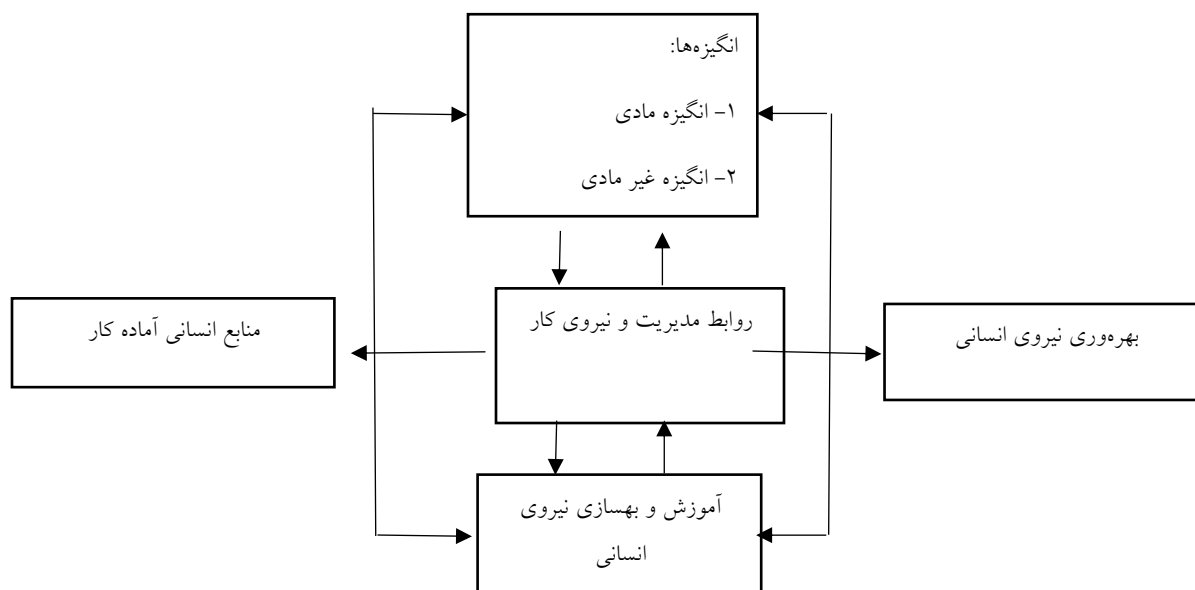 انگیزه‌ها:
۱- انگیزه مادی
۲- انگیزه غیر مادی
روابط مدیریت و نیروی کار
بهره‌وری نیروی انسانی
منابع انسانی آماده کار
آموزش و بهسازی نیروی
انسانی